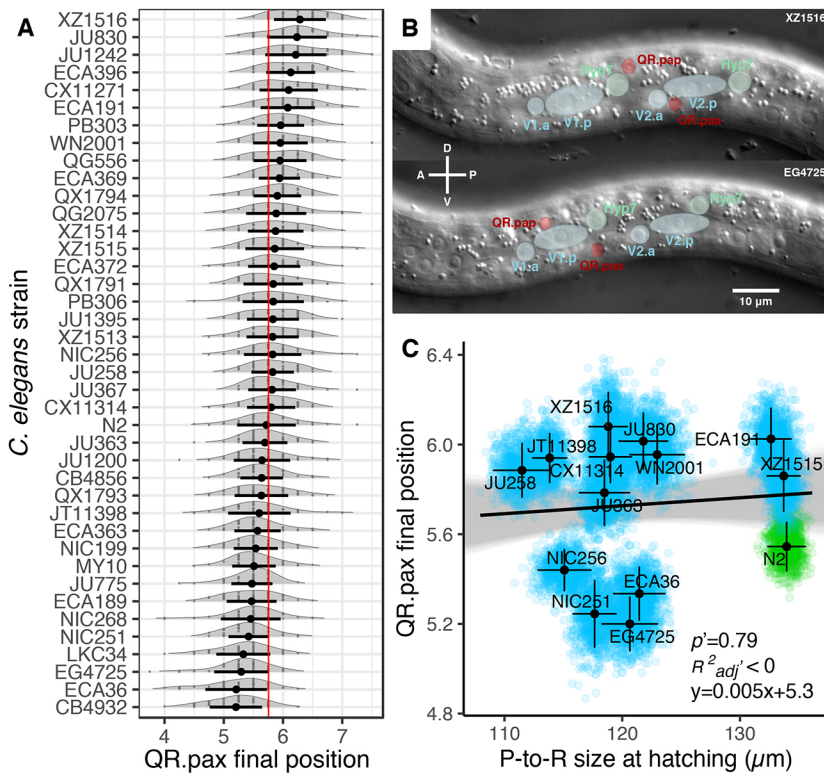 A
XZ1516
JU830
JU1242
ECA396
CX11271
ECA191
PB303
WN2001
QG556
ECA369
QX1794
QG2075
XZ1514
XZ1515
ECA372
QX1791
PB306
JU1395
XZ1513
NIC256
JU258
JU367
CX11314
N2
JU363
JU1200
CB4856
QX1793
JT11398
ECA363
NIC199
MY10
JU775
ECA189
NIC268
NIC251
LKC34
EG4725
ECA36
CB4932
C. elegans strain
4 5 6 7
QR.pax final position
B
XZ1516
QR.pap
Hyp7
Hyp7
V2.p
V1.a
V1.p
V2.a
QR.paa
D
A P
V
EG4725
Hyp7
QR.pap
Hyp7
V1.a
V1.p
QR.paa
V2.a
V2.p
10 µm
C
6.4
6.0
5.6
5.2
4.8
QR.pax final position
XZ1516
JU830
ECA191
JT11398
CX11314
WN2001
XZ1515
JU258
JU363
N2
NIC256
ECA36
NIC251
EG4725
p'=0.79
R²adj'<0
y=0.005x+5.3
110 120 130
P-to-R size at hatching (µm)